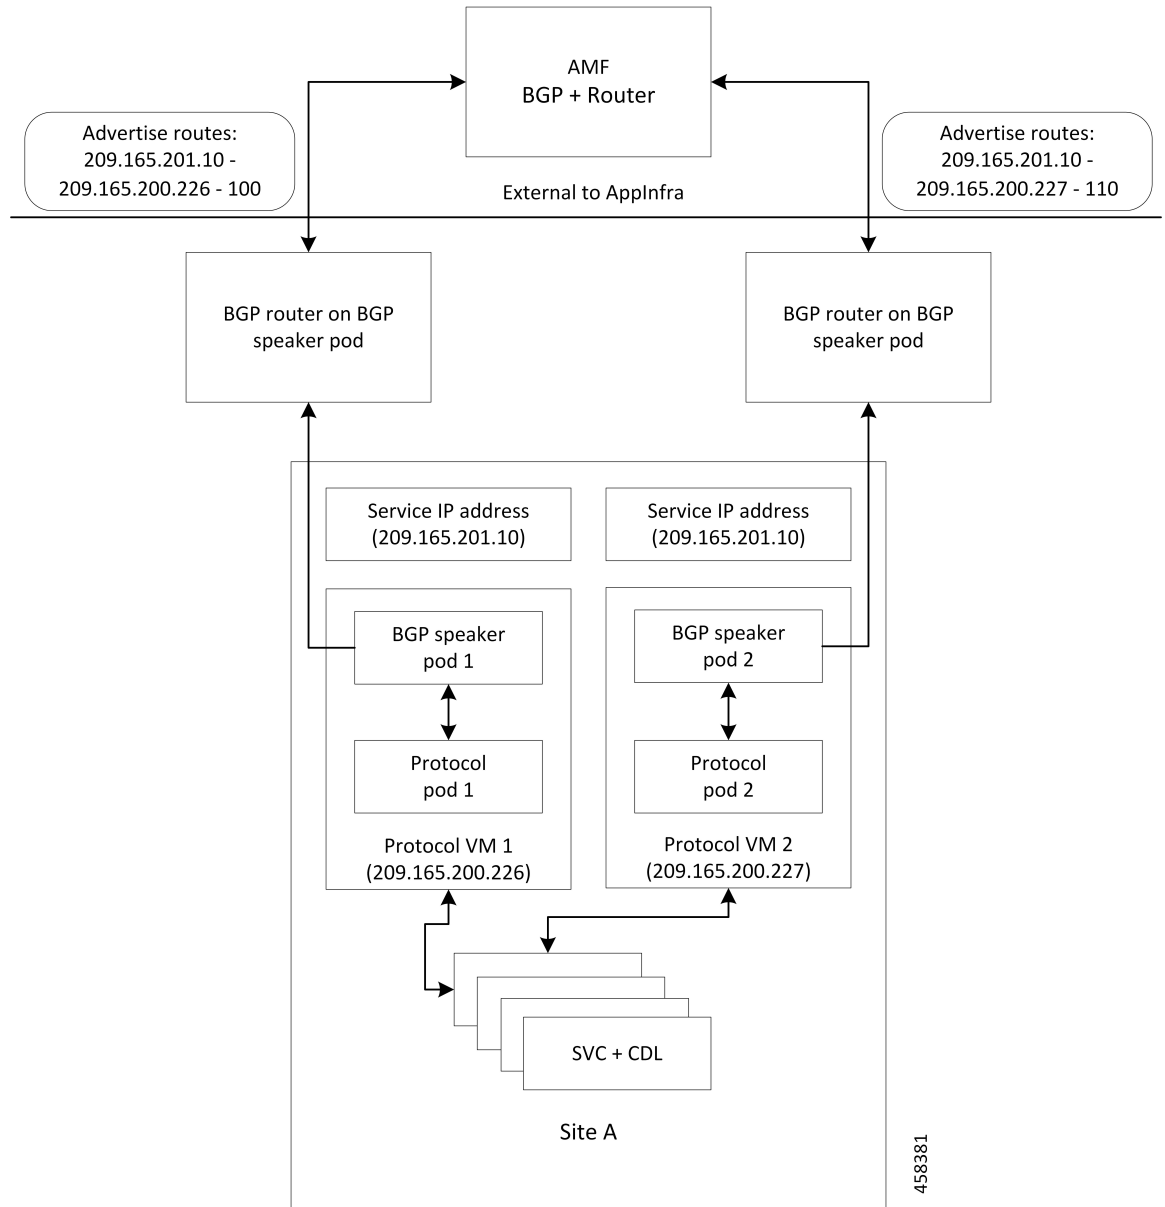 AMF
BGP + Router
Advertise routes:
209.165.201.10 -
209.165.200.226 - 100
Advertise routes:
209.165.201.10 -
209.165.200.227 - 110
External to AppInfra
BGP router on BGP
speaker pod
BGP router on BGP
speaker pod
Service IP address
(209.165.201.10)
Service IP address
(209.165.201.10)
BGP speaker
pod 1
BGP speaker
pod 2
Protocol
pod 1
Protocol
pod 2
Protocol VM 1
(209.165.200.226)
Protocol VM 2
(209.165.200.227)
SVC + CDL
Site A
458381